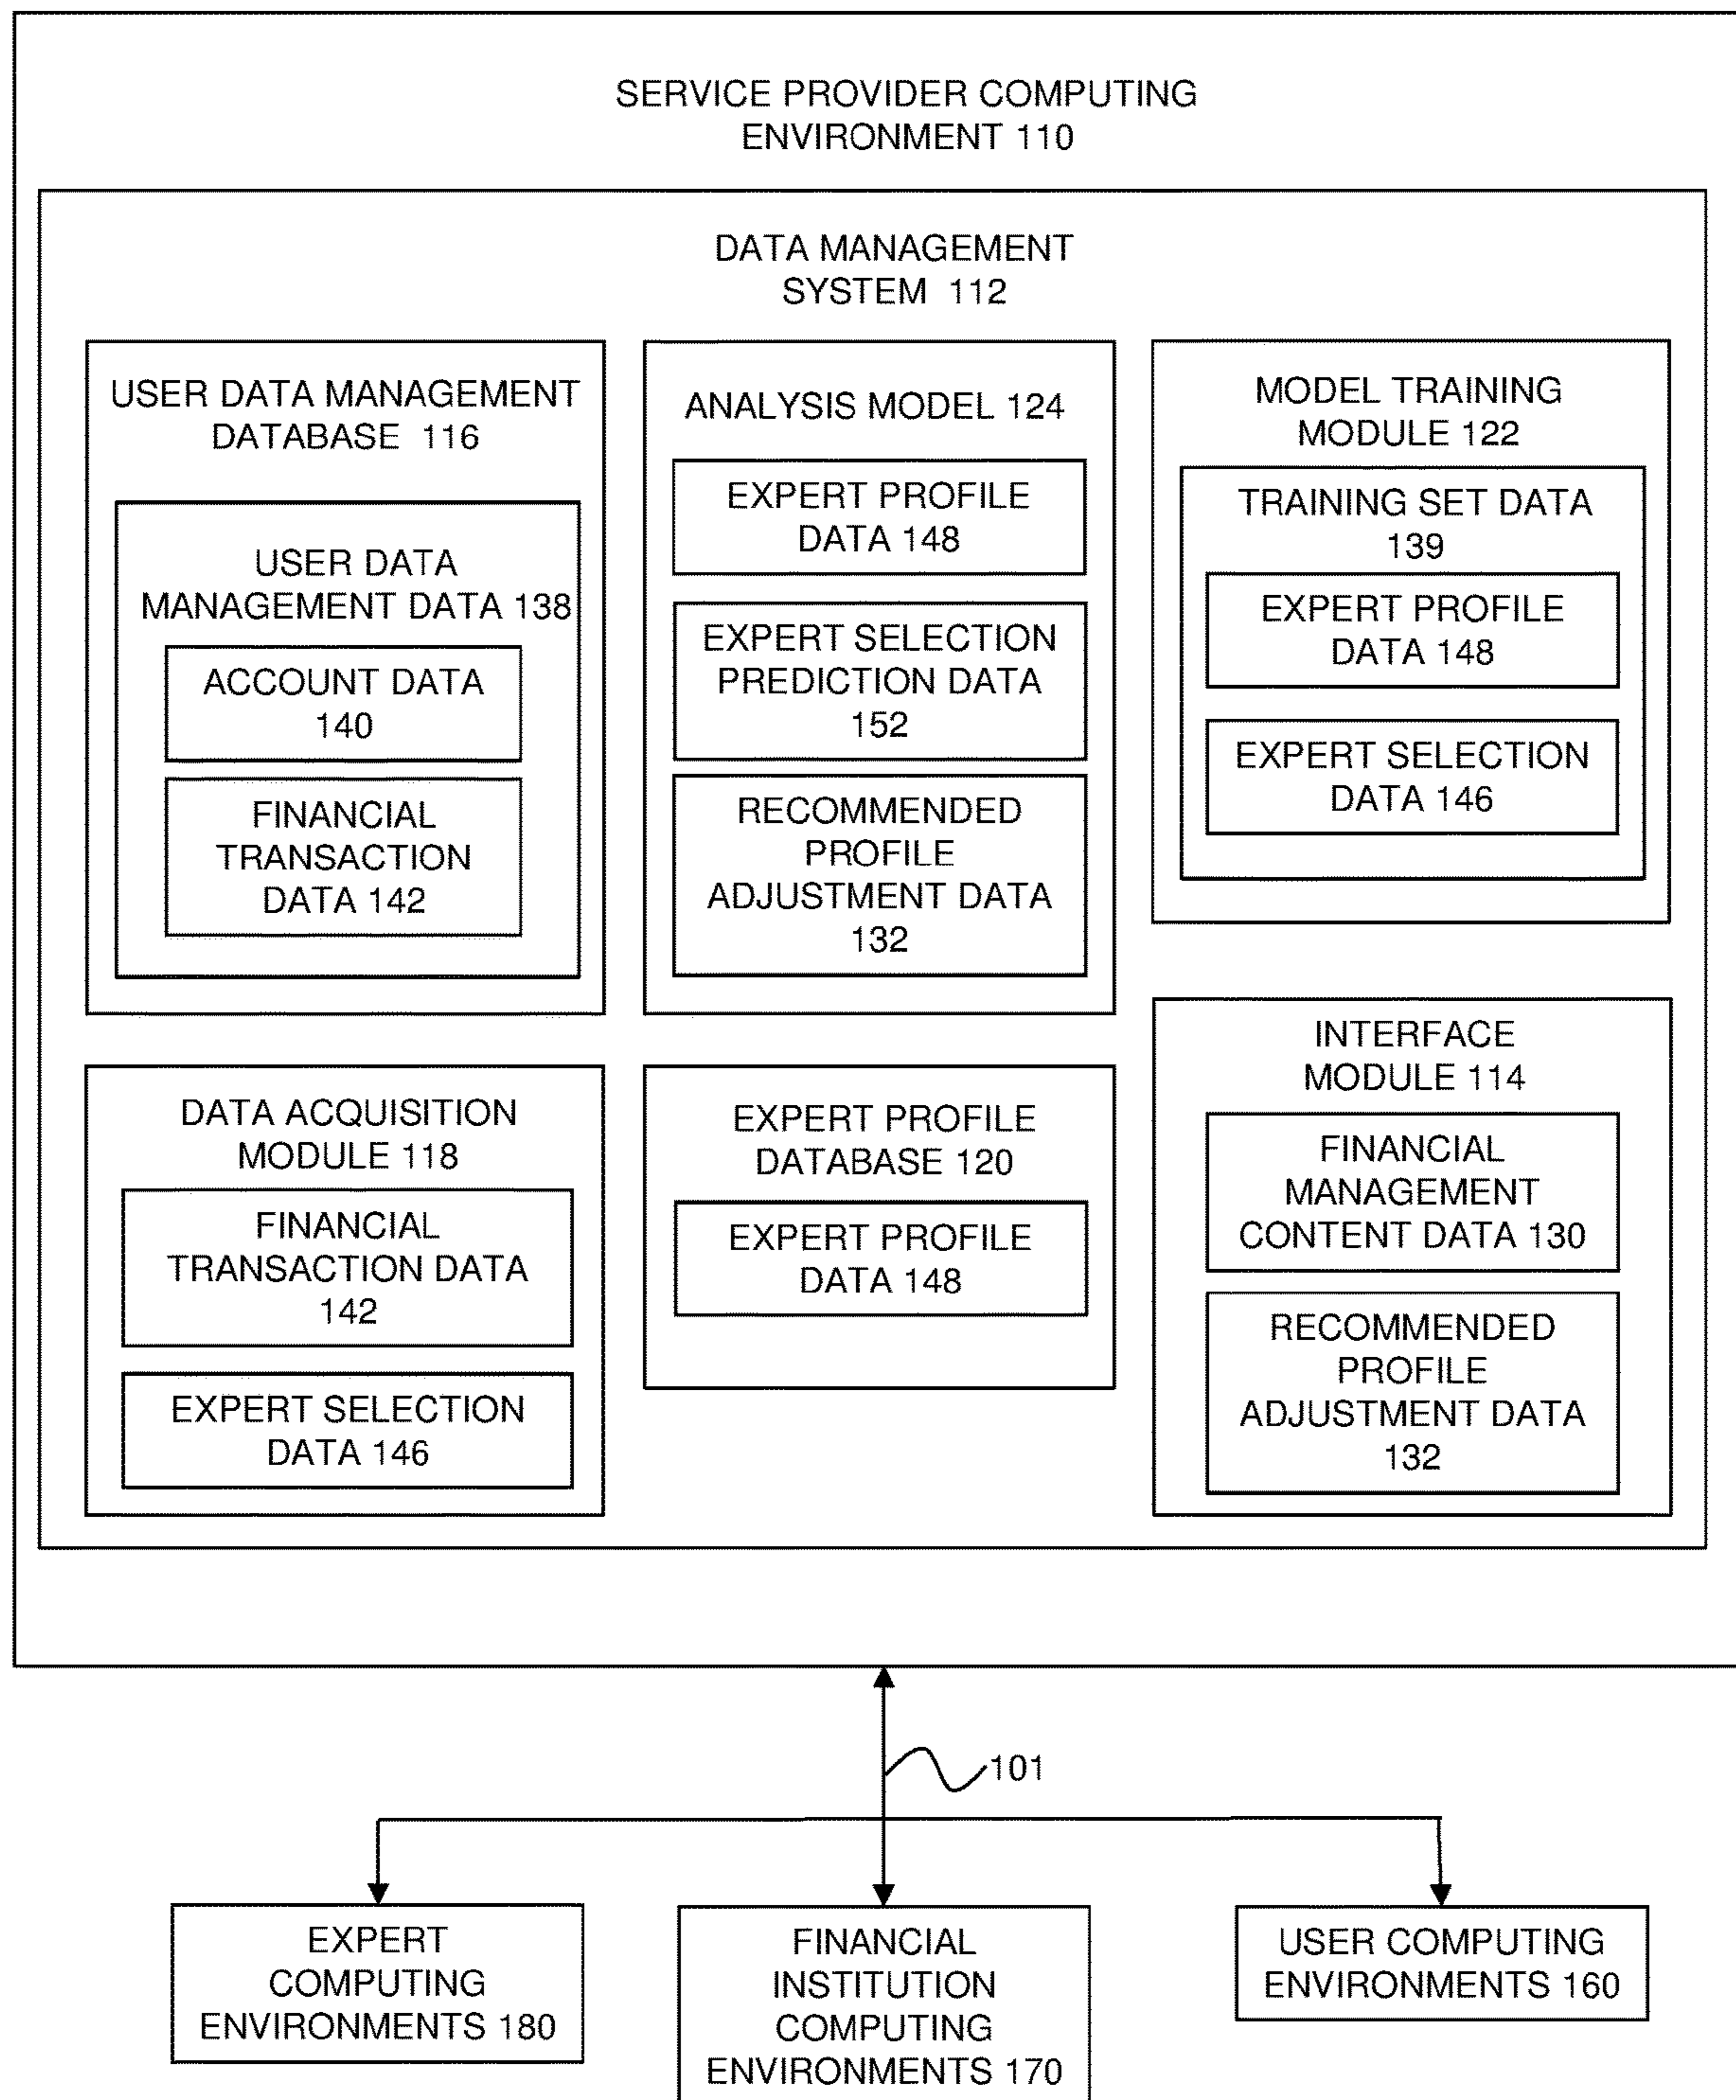 SERVICE PROVIDER COMPUTING
ENVIRONMENT 110
DATA MANAGEMENT
SYSTEM 112
USER DATA MANAGEMENT
DATABASE 116
USER DATA
MANAGEMENT DATA 138
ACCOUNT DATA
140
FINANCIAL
TRANSACTION
DATA 142
ANALYSIS MODEL 124
EXPERT PROFILE
DATA 148
EXPERT SELECTION
PREDICTION DATA
152
RECOMMENDED
PROFILE
ADJUSTMENT DATA
132
MODEL TRAINING
MODULE 122
TRAINING SET DATA
139
EXPERT PROFILE
DATA 148
EXPERT SELECTION
DATA 146
DATA ACQUISITION
MODULE 118
FINANCIAL
TRANSACTION DATA
142
EXPERT SELECTION
DATA 146
EXPERT PROFILE
DATABASE 120
EXPERT PROFILE
DATA 148
INTERFACE
MODULE 114
FINANCIAL
MANAGEMENT
CONTENT DATA 130
RECOMMENDED
PROFILE
ADJUSTMENT DATA
132
101
EXPERT
COMPUTING
ENVIRONMENTS 180
FINANCIAL
INSTITUTION
COMPUTING
ENVIRONMENTS 170
USER COMPUTING
ENVIRONMENTS 160